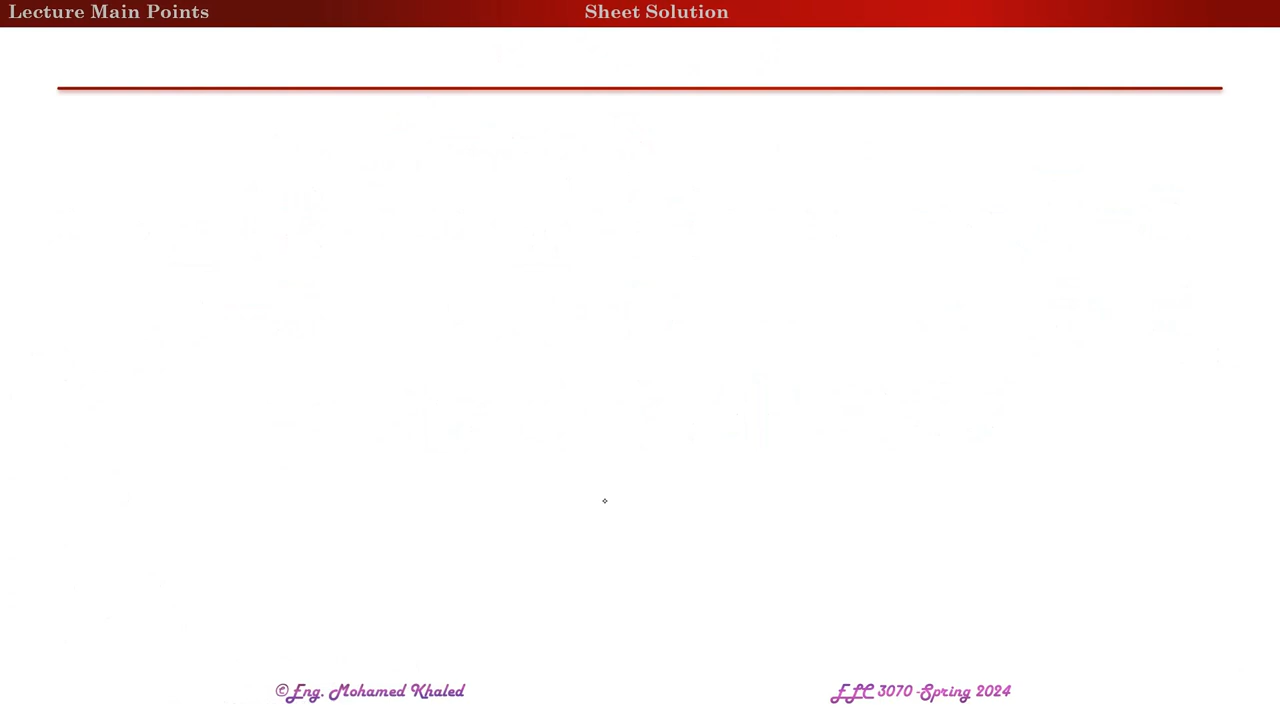 Lecture Main Points
Sheet Solution
©Eng. Mohamed Khaled
ELC 3070 -Spring 2024